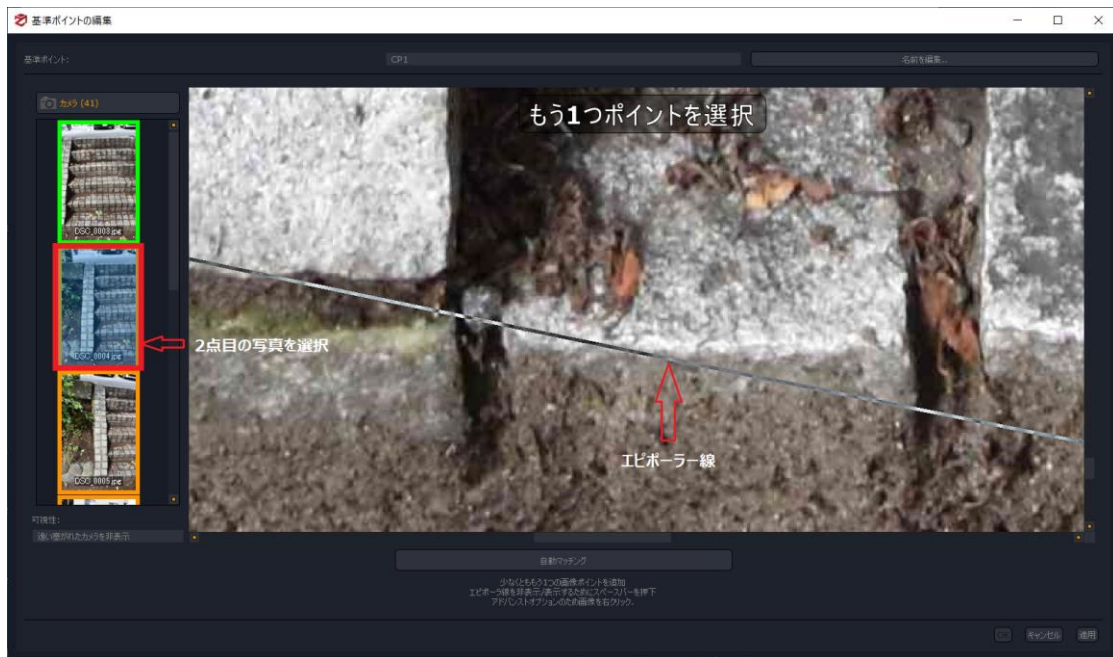 基準ポイントの編集
基準ポイント:
CP1
名前を編集...
カメラ (41)
もう1つポイントを選択
DSC_0003.jpg
DSC_0004.jpg
2点目の写真を選択
エピポーラー線
DSC_0005.jpg
可視性:
遠い/塞がれたカメラを非表示
自動マッチング
少なくとももう1つの画像ポイントを追加
エピポーラ線を非表示/表示するためにスペースバーを押下
アドバンストオプションのため画像を右クリック.
キャンセル
適用